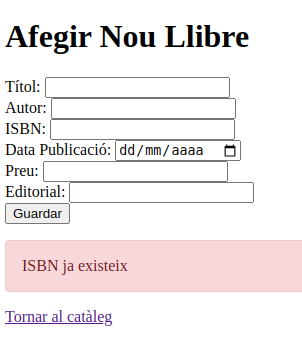 Afegir Nou Llibre
Títol:
Autor:
ISBN:
Data Publicació: dd/mm/aaaa
Preu:
Editorial:
Guardar
ISBN ja existeix
Tornar al catàleg